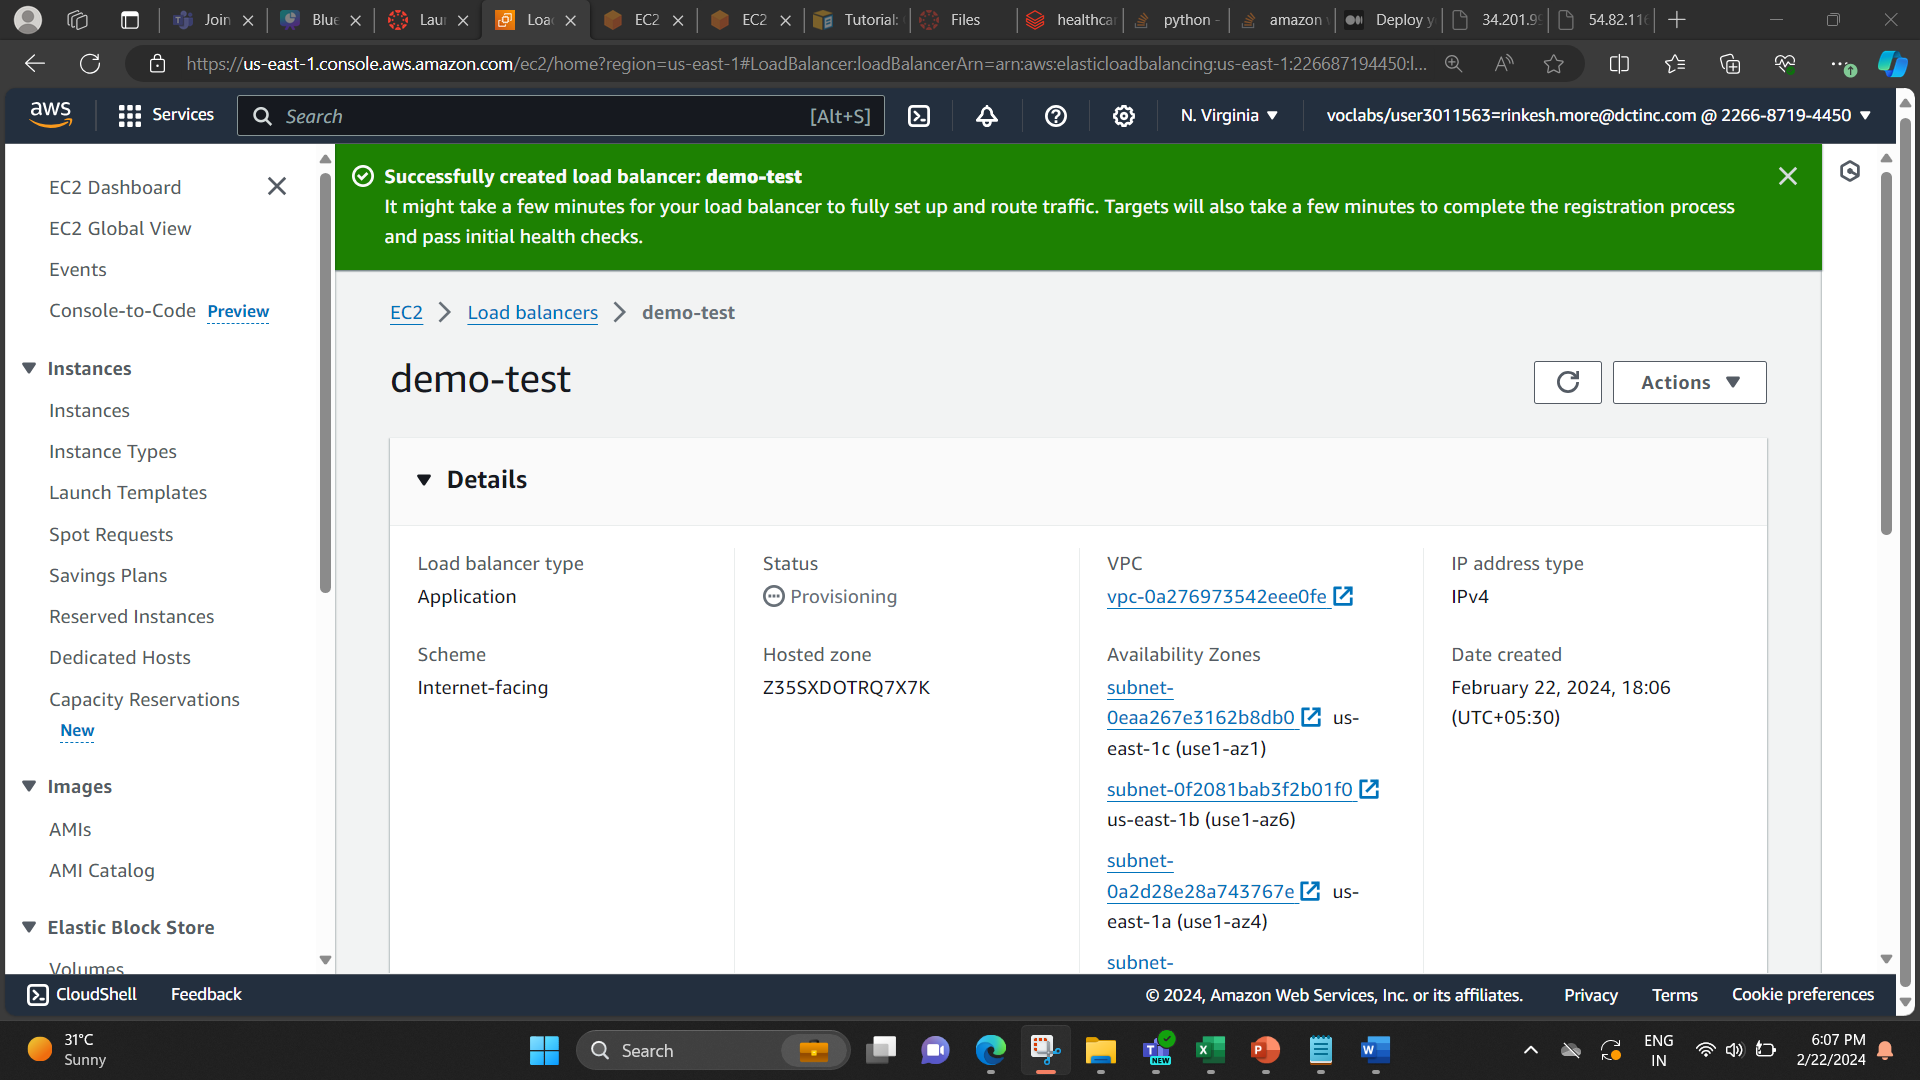 Join
Blue
Laun
Loa
EC2
EC2
Tutorial:
Files
healthcar
python -
amazon w
Deploy y
34.201.9
54.82.116
https://us-east-1.console.aws.amazon.com/ec2/home?region=us-east-1#LoadBalancer:loadBalancerArn=arn:aws:elasticloadbalancing:us-east-1:226687194450:l...
aws
Services
Search
[Alt+S]
N. Virginia
voclabs/user3011563=rinkesh.more@dctinc.com @ 2266-8719-4450
EC2 Dashboard
EC2 Global View
Events
Console-to-Code Preview
Instances
Instances
Instance Types
Launch Templates
Spot Requests
Savings Plans
Reserved Instances
Dedicated Hosts
Capacity Reservations
New
Images
AMIs
AMI Catalog
Elastic Block Store
Volumes
Successfully created load balancer: demo-test
It might take a few minutes for your load balancer to fully set up and route traffic. Targets will also take a few minutes to complete the registration process
and pass initial health checks.
EC2 > Load balancers > demo-test
demo-test
Actions
Details
Load balancer type
Application
Scheme
Internet-facing
Status
Provisioning
Hosted zone
Z35SXDOTRQ7X7K
VPC
vpc-0a276973542eee0fe
Availability Zones
subnet-
0eaa267e3162b8db0 us-
east-1c (use1-az1)
subnet-0f2081bab3f2b01f0
us-east-1b (use1-az6)
subnet-
0a2d28e28a743767e us-
east-1a (use1-az4)
subnet-
IP address type
IPv4
Date created
February 22, 2024, 18:06
(UTC+05:30)
CloudShell
Feedback
© 2024, Amazon Web Services, Inc. or its affiliates.
Privacy
Terms
Cookie preferences
31°C
Sunny
Search
NEW
ENG
IN
6:07 PM
2/22/2024